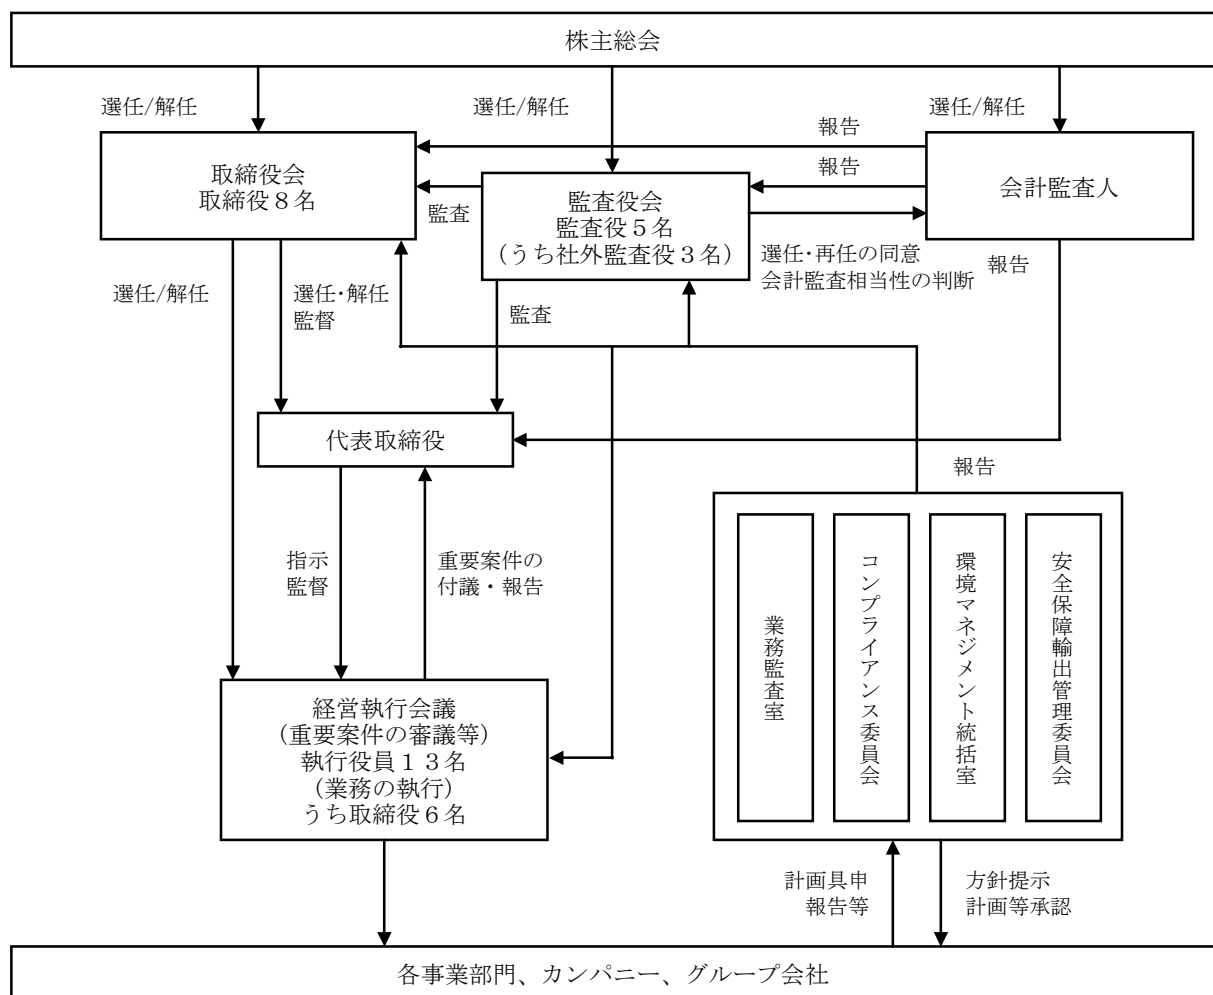 株主総会
選任/解任
選任/解任
選任/解任
報告
取締役会
取締役８名
報告
会計監査人
監査役会
監査役５名
（うち社外監査役３名）
監査
選任・再任の同意
会計監査相当性の判断
報告
選任/解任
選任・解任
監督
監査
代表取締役
報告
指示
監督
重要案件の
付議・報告
業務監査室
コンプライアンス委員会
環境マネジメント統括室
安全保障輸出管理委員会
経営執行会議
（重要案件の審議等）
執行役員１３名
（業務の執行）
うち取締役６名
計画具申
報告等
方針提示
計画等承認
各事業部門、カンパニー、グループ会社